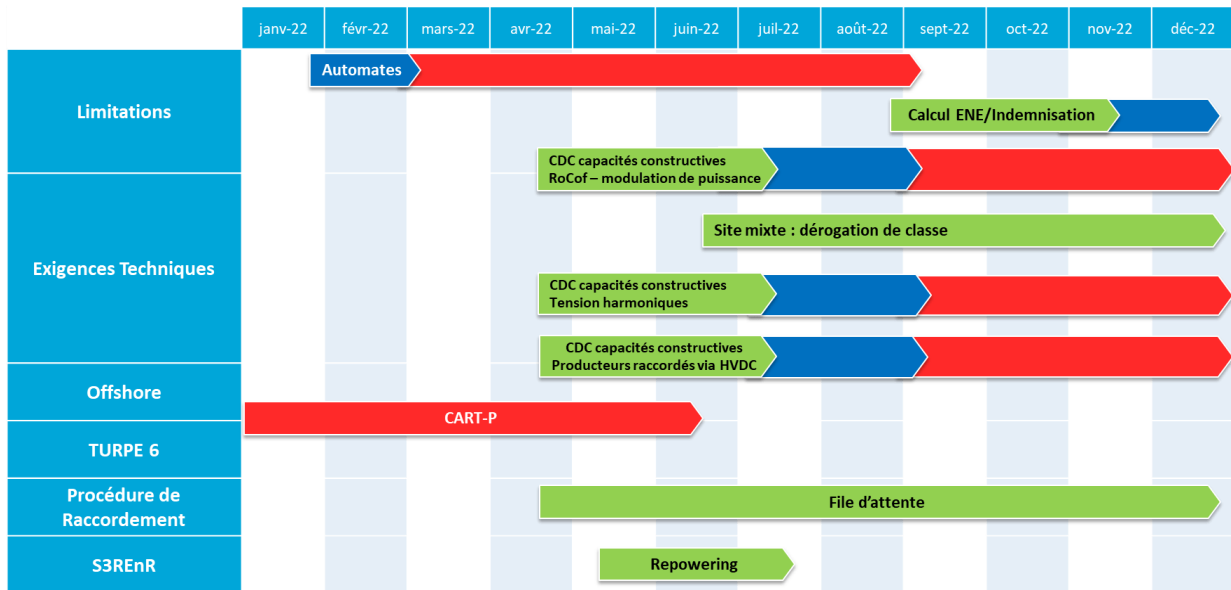 janv-22 févr-22 mars-22 avr-22 mai-22 juin-22 juil-22 août-22 sept-22 oct-22 nov-22 déc-22
Limitations
Automates
Calcul ENE/Indemnisation
CDC capacités constructives
RoCof – modulation de puissance
Exigences Techniques
Site mixte : dérogation de classe
CDC capacités constructives
Tension harmoniques
CDC capacités constructives
Producteurs raccordés via HVDC
Offshore
CART-P
TURPE 6
Procédure de
Raccordement
File d’attente
S3REnR
Repowering